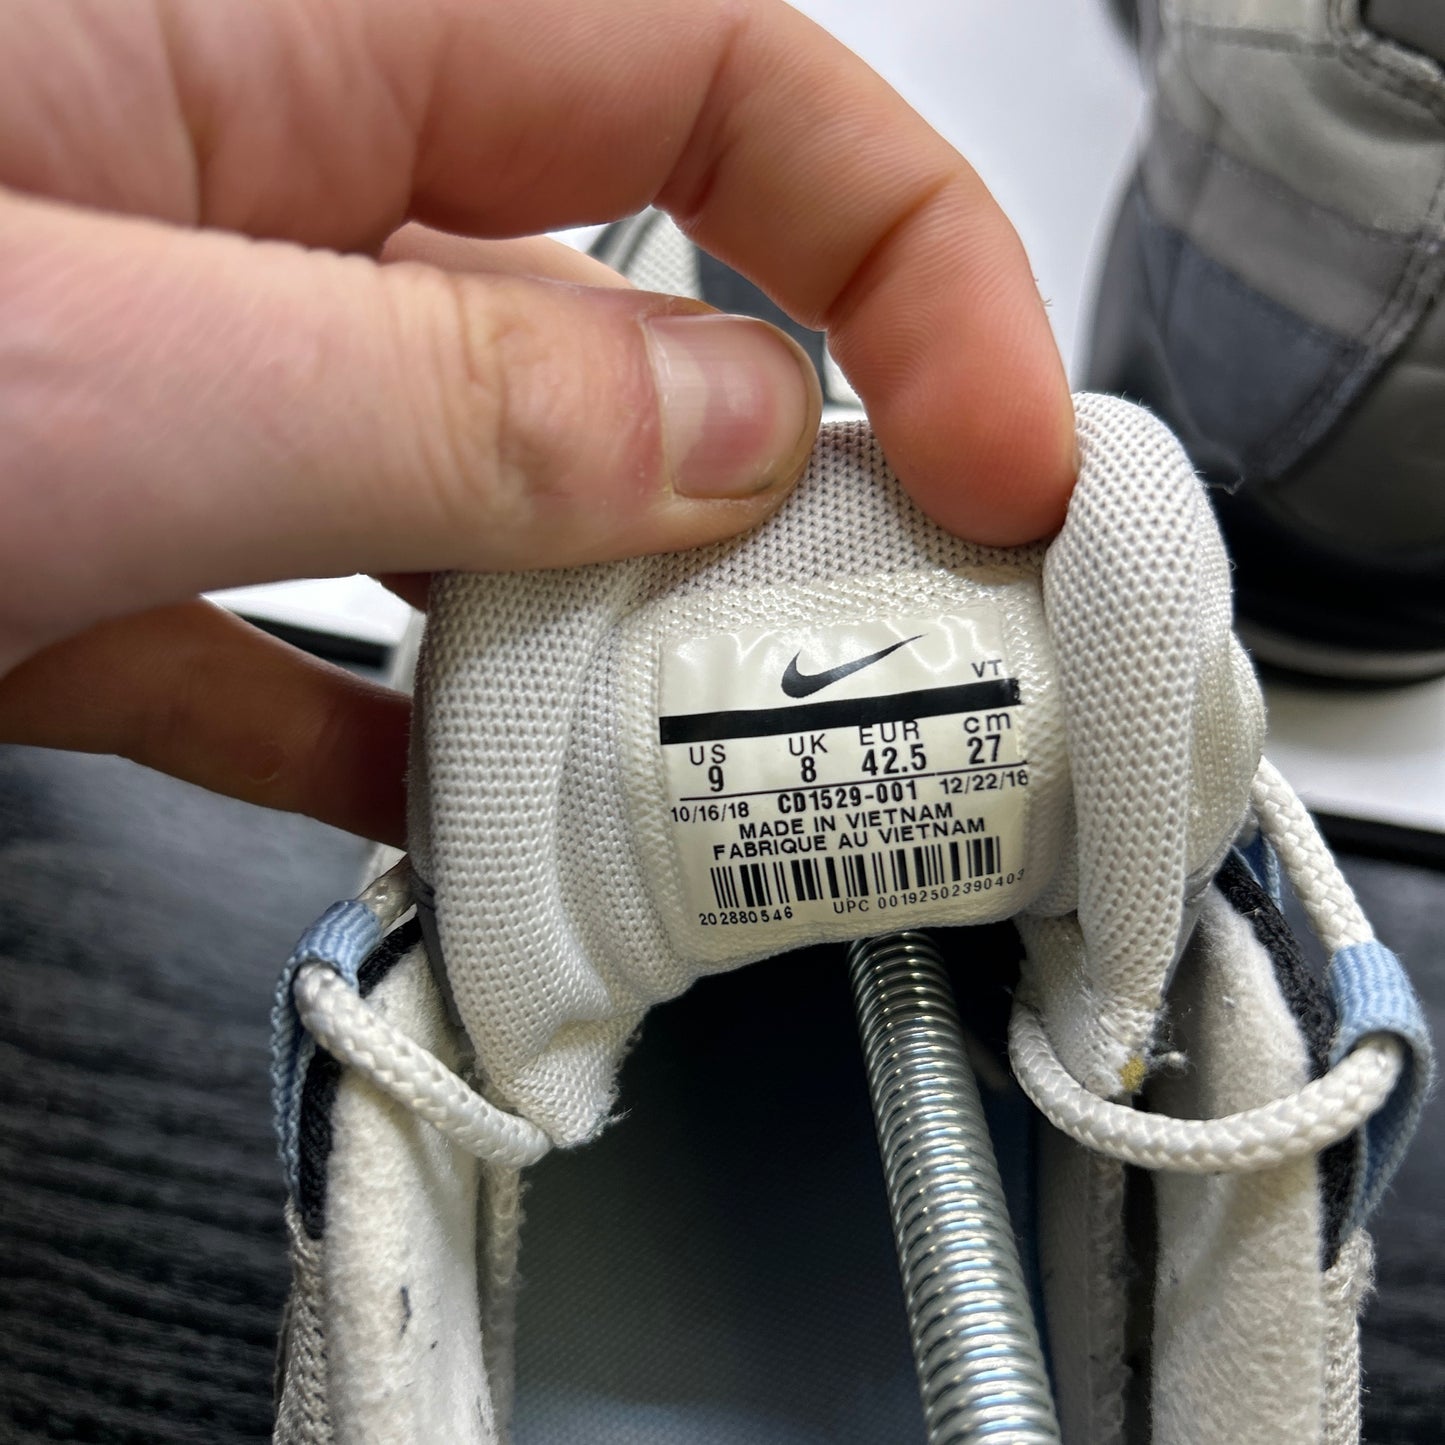 VT
US UK EUR cm
9 8 42.5 27
10/16/18 CD1529-001 12/22/18
MADE IN VIETNAM
FABRIQUE AU VIETNAM
202880546 UPC 00192502390403